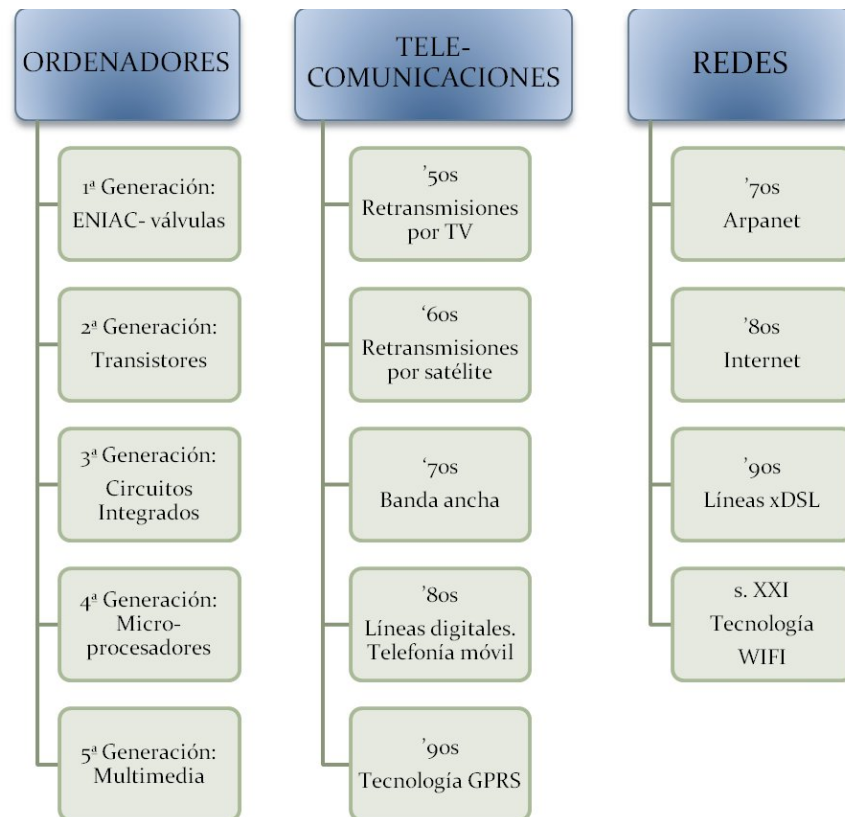 ORDENADORES
1ª Generación:
ENIAC- válvulas
2ª Generación:
Transistores
3ª Generación:
Circuitos
Integrados
4ª Generación:
Micro-
procesadores
5ª Generación:
Multimedia
TELE-
COMUNICACIONES
’50s
Retransmisiones
por TV
‘60s
Retransmisiones
por satélite
‘70s
Banda ancha
’80s
Líneas digitales.
Telefonía móvil
’90s
Tecnología GPRS
REDES
’70s
Arpanet
’80s
Internet
’90s
Líneas xDSL
s. XXI
Tecnología
WIFI